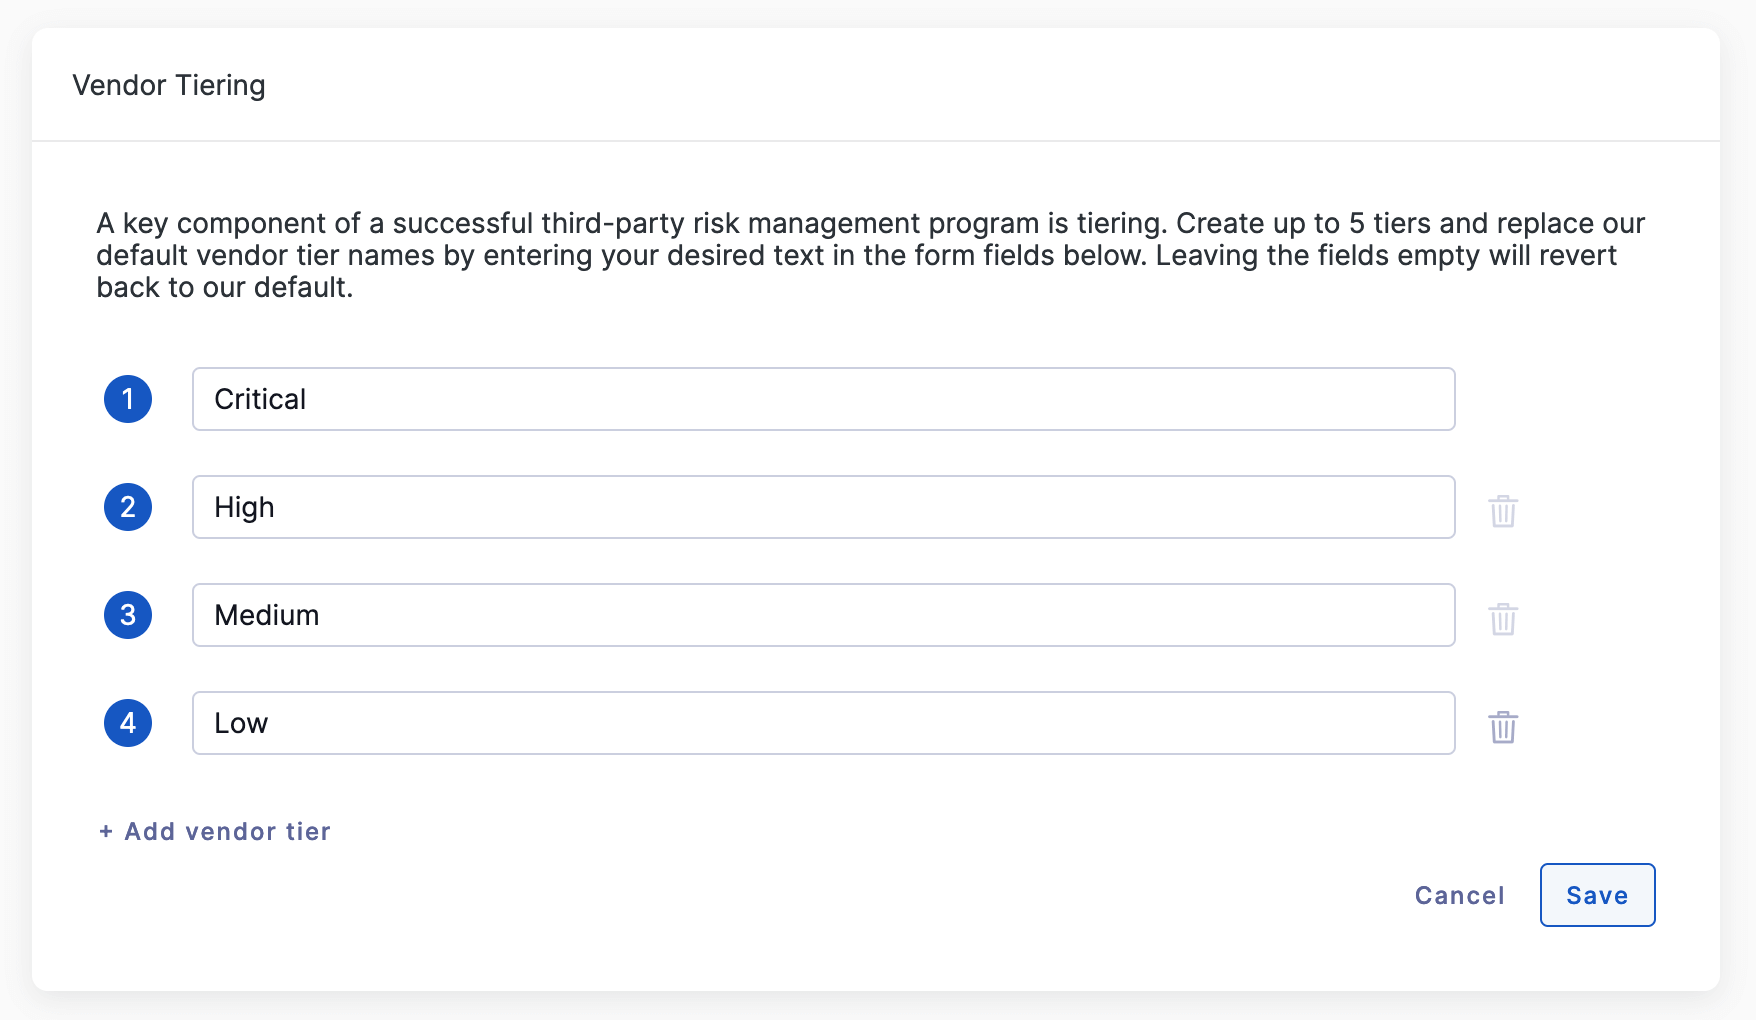 Vendor Tiering
A key component of a successful third-party risk management program is tiering. Create up to 5 tiers and replace our
default vendor tier names by entering your desired text in the form fields below. Leaving the fields empty will revert
back to our default.
1 Critical
2 High
3 Medium
4 Low
+ Add vendor tier
Cancel Save